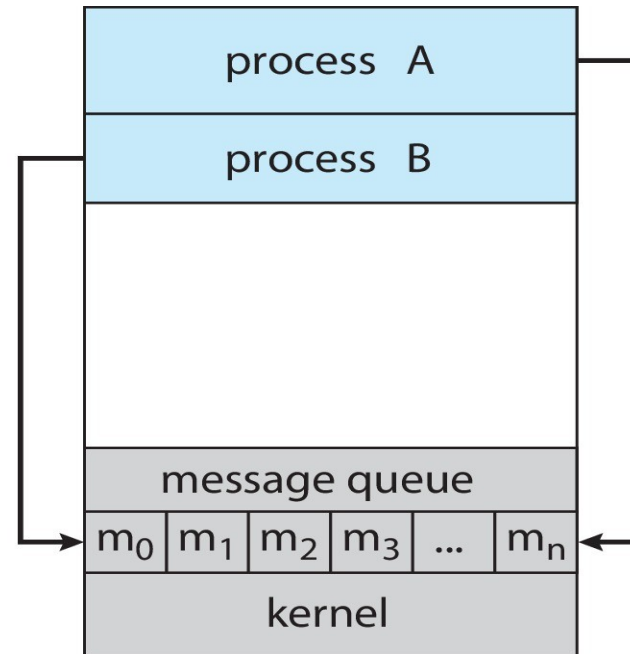 process A
process B
message queue
m₀ m₁ m₂ m₃ ... mₙ
kernel